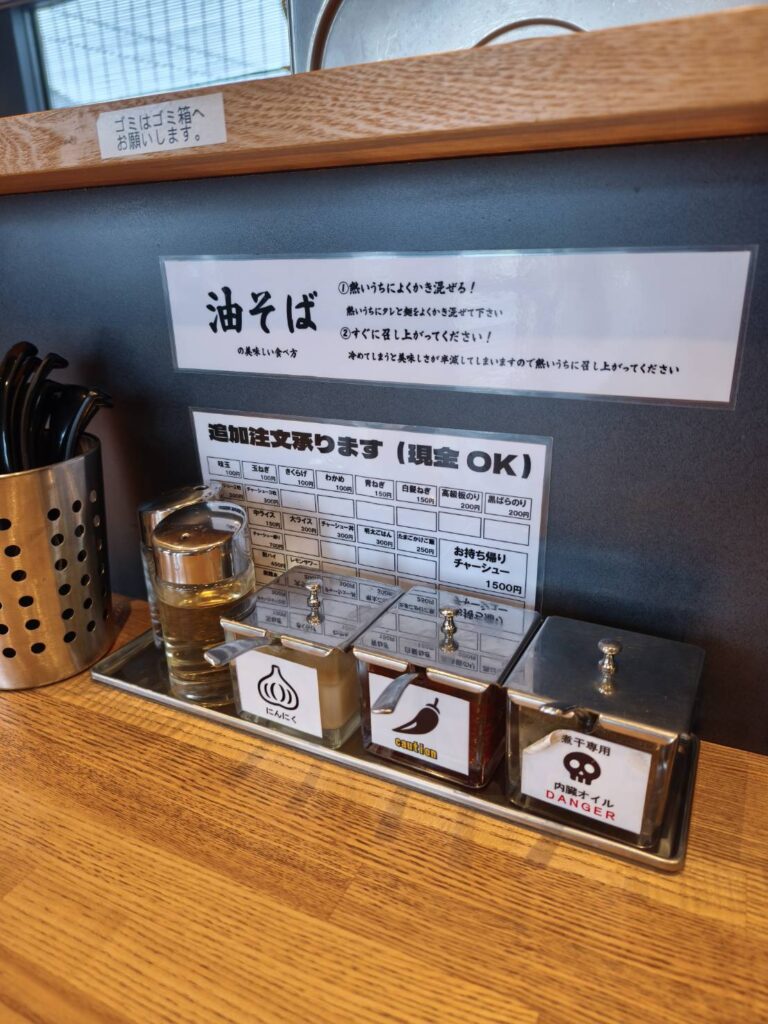 ゴミはゴミ箱へ
お願いします。
油そば
の美味しい食べ方
①熱いうちによくかき混ぜる！
熱いうちにタレと麺をよくかき混ぜて下さい
②すぐに召し上がってください！
冷めてしまうと美味しさが半減してしまいますので熱いうちに召し上がってください
追加注文承ります（現金OK）
味玉 100円 玉ねぎ 100円 きくらげ 100円 わかめ 100円 青ねぎ 150円 白髪ねぎ 150円 高級板のり 200円 黒ばらのり 200円
中ライス 150円 大ライス 200円 チャーシュー丼 300円 明太ごはん 300円 たまごかけご飯 250円
お持ち帰り
チャーシュー
1500円
レモンサワー
にんにく
caution
煮干専用
内臓オイル
DANGER